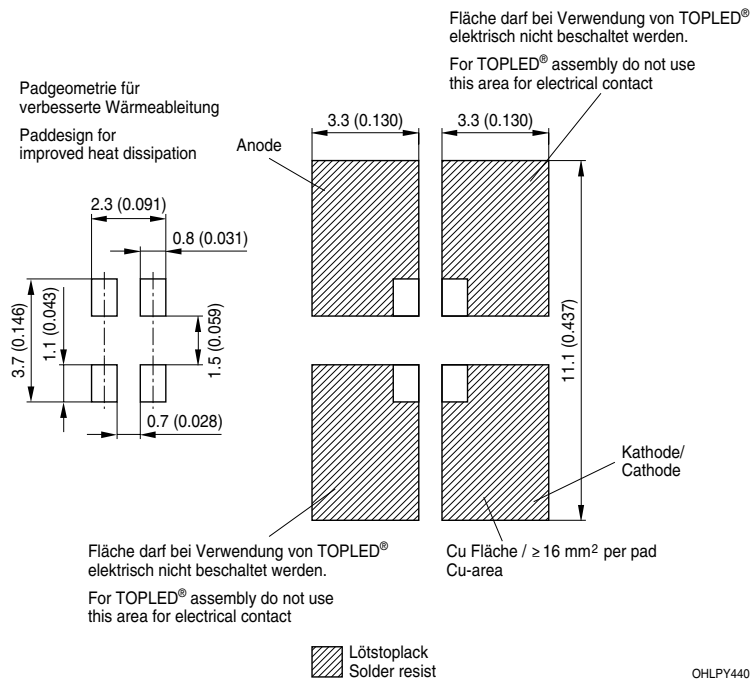 Fläche darf bei Verwendung von TOPLED®
elektrisch nicht beschaltet werden.
For TOPLED® assembly do not use
this area for electrical contact
Padgeometrie für
verbesserte Wärmeableitung
Paddesign for
improved heat dissipation
Anode
3.3 (0.130)
3.3 (0.130)
2.3 (0.091)
0.8 (0.031)
3.7 (0.146)
1.1 (0.043)
1.5 (0.059)
0.7 (0.028)
11.1 (0.437)
Kathode/
Cathode
Fläche darf bei Verwendung von TOPLED®
elektrisch nicht beschaltet werden.
For TOPLED® assembly do not use
this area for electrical contact
Cu Fläche / ≥ 16 mm² per pad
Cu-area
Lötstoplack
Solder resist
OHLPY440